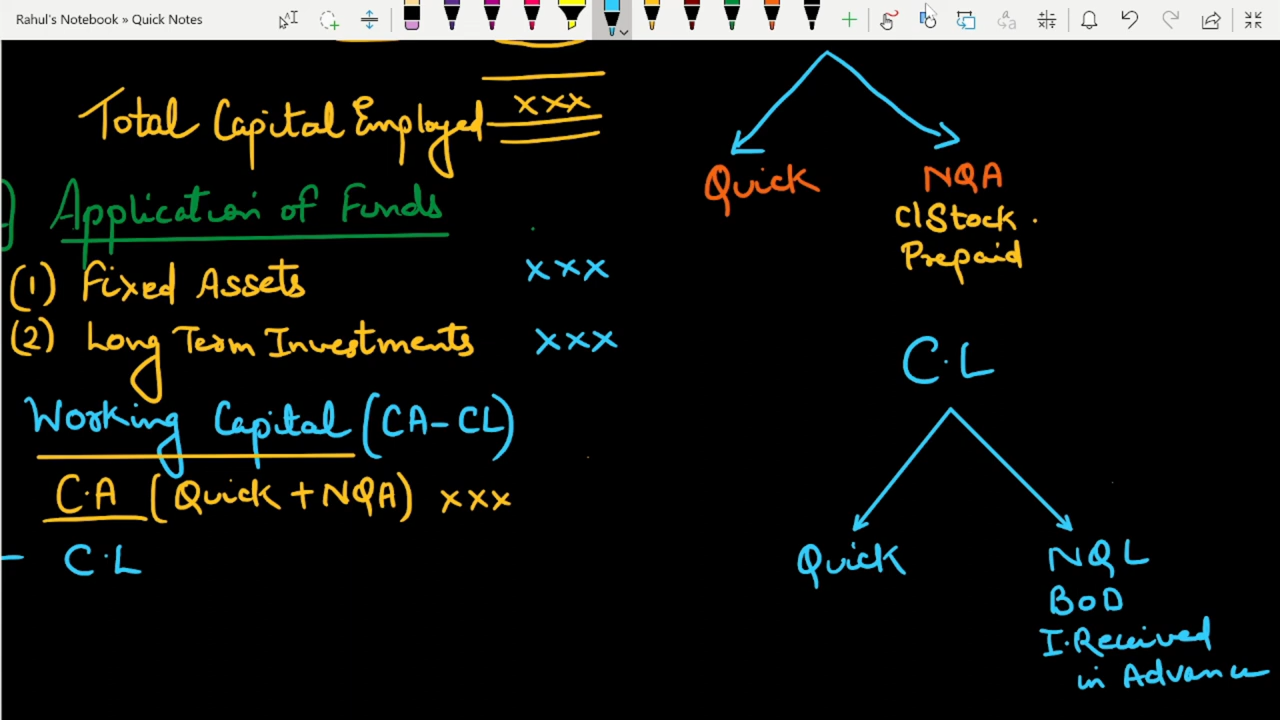 Rahul's Notebook » Quick Notes
Total Capital Employed xxx
Application of Funds
(1) Fixed Assets xxx
(2) Long Term Investments xxx
Working Capital (CA-CL)
C.A (Quick + NQA) xxx
- C.L
Quick
NQA
Cl Stock
Prepaid
C.L
Quick
NQL
BOD
I.Received
in Advance